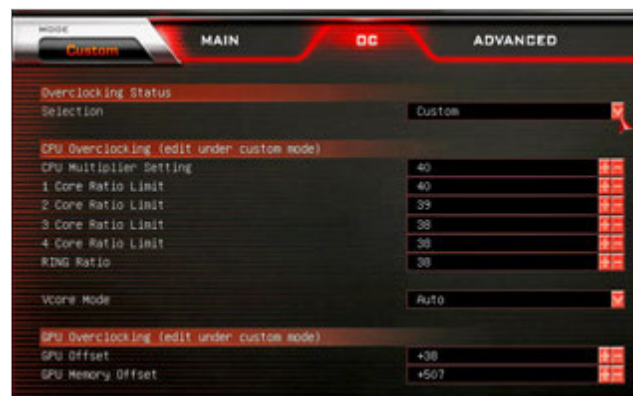 MODE
Custom
MAIN
OC
ADVANCED
Overclocking Status
Selection Custom
CPU Overclocking (edit under custom mode)
CPU Multiplier Setting 40
1 Core Ratio Limit 40
2 Core Ratio Limit 39
3 Core Ratio Limit 38
4 Core Ratio Limit 38
RING Ratio 38
Vcore Mode Auto
GPU Overclocking (edit under custom mode)
GPU Offset +38
GPU Memory Offset +507